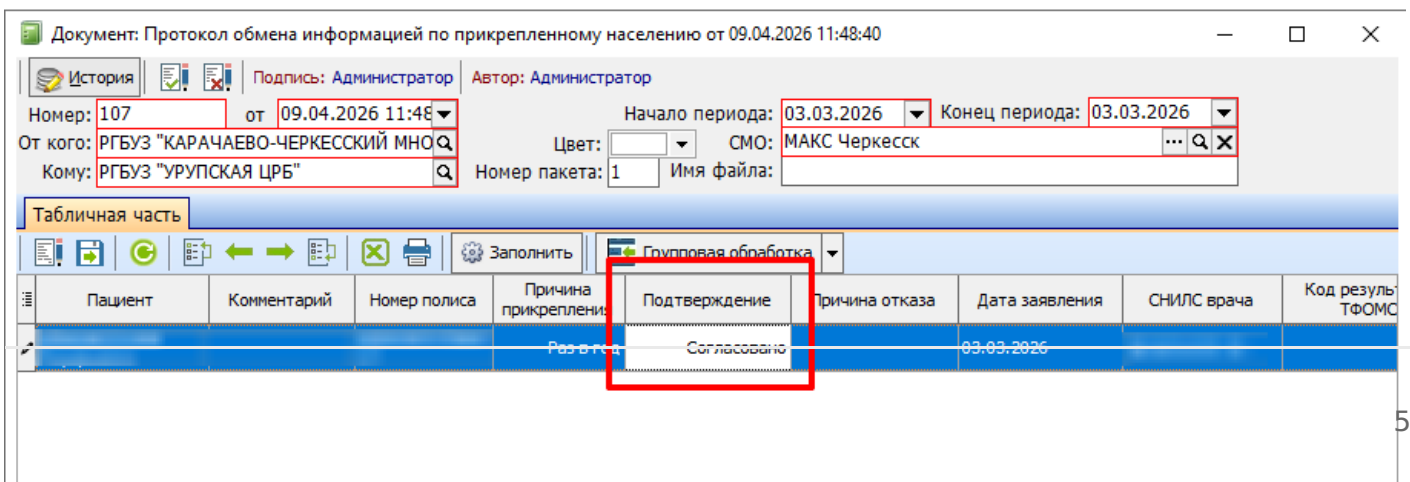 Документ: Протокол обмена информацией по прикрепленному населению от 09.04.2026 11:48:40
История Подпись: Администратор Автор: Администратор
Номер: 107 от 09.04.2026 11:48 Начало периода: 03.03.2026 Конец периода: 03.03.2026
От кого: РГБУЗ "КАРАЧАЕВО-ЧЕРКЕССКИЙ МНО Цвет: СМО: МАКС Черкесск
Кому: РГБУЗ "УРУПСКАЯ ЦРБ" Номер пакета: 1 Имя файла:
Табличная часть
Заполнить Групповая обработка
Пациент Комментарий Номер полиса Причина прикрепления Подтверждение Причина отказа Дата заявления СНИЛС врача Код резуль ТФОМС
Раз в год Согласовано 03.03.2026
5